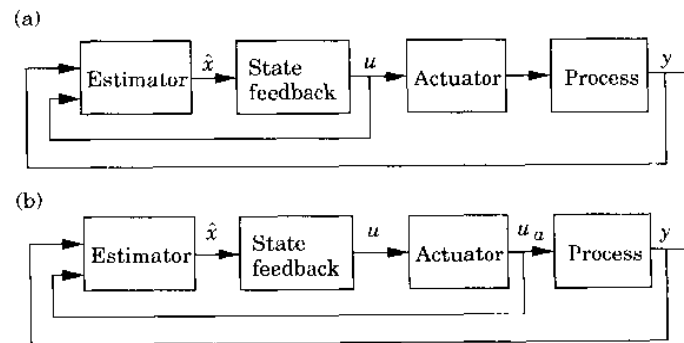 (a)
Estimator
x̂
State
feedback
u
Actuator
Process
y
(b)
Estimator
x̂
State
feedback
u
Actuator
u_a
Process
y